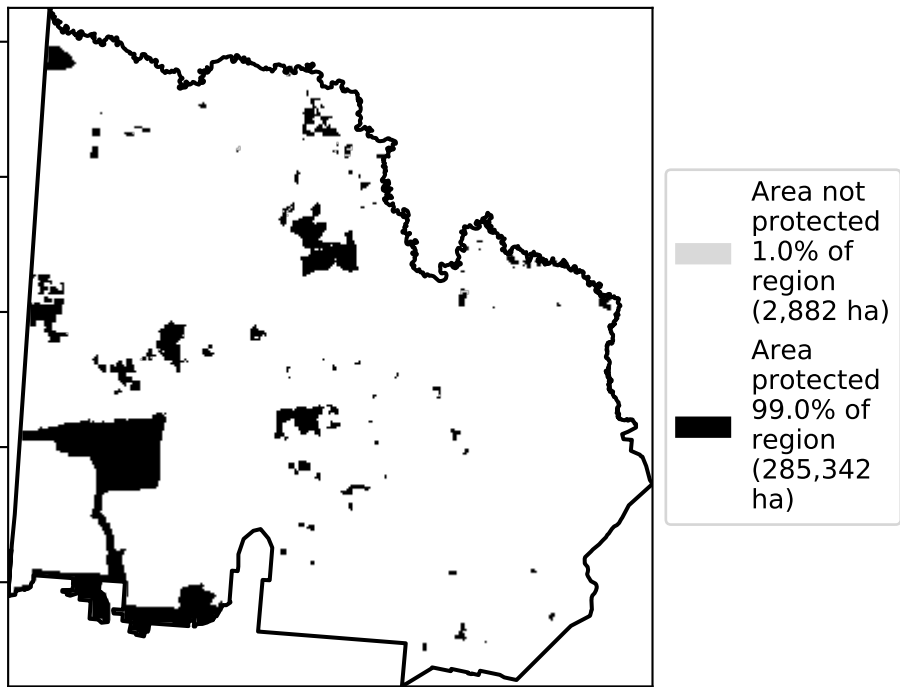 Area not
protected
1.0% of
region
(2,882 ha)
Area
protected
99.0% of
region
(285,342
ha)